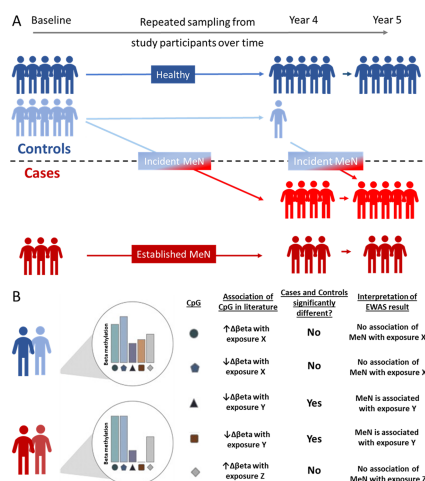 A
Baseline
Repeated sampling from
study participants over time
Year 4
Year 5
Healthy
Controls
Incident MeN
Incident MeN
Cases
Established MeN
B
CpG
Association of
CpG in literature
Cases and Controls
significantly
different?
Interpretation of
EWAS result
Beta methylation
↑ΔBeta with
exposure X
No
No association of
MeN with exposure X
↓ΔBeta with
exposure X
No
No association of
MeN with exposure X
↓ΔBeta with
exposure Y
Yes
MeN is associated
with exposure Y
Beta methylation
↓ΔBeta with
exposure Y
Yes
MeN is associated
with exposure Y
↑ΔBeta with
exposure Z
No
No association of
MeN with exposure Z